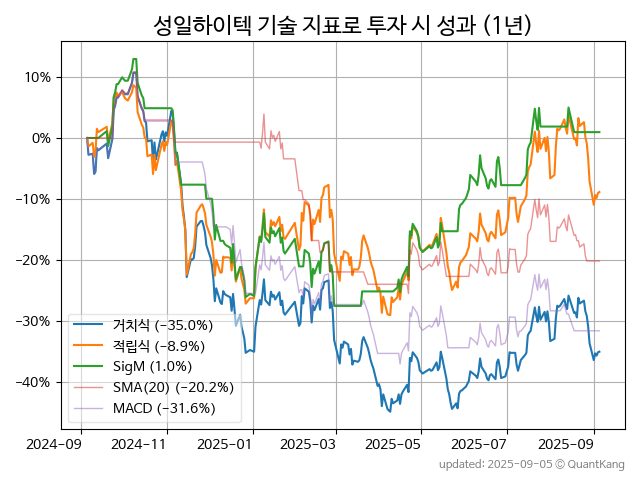 성일하이텍 기술 지표로 투자 시 성과 (1년)
10%
0%
−10%
−20%
−30%
−40%
거치식 (−35.0%)
적립식 (−8.9%)
SigM (1.0%)
SMA(20) (−20.2%)
MACD (−31.6%)
2024-09
2024-11
2025-01
2025-03
2025-05
2025-07
2025-09
updated: 2025-09-05 © QuantKang